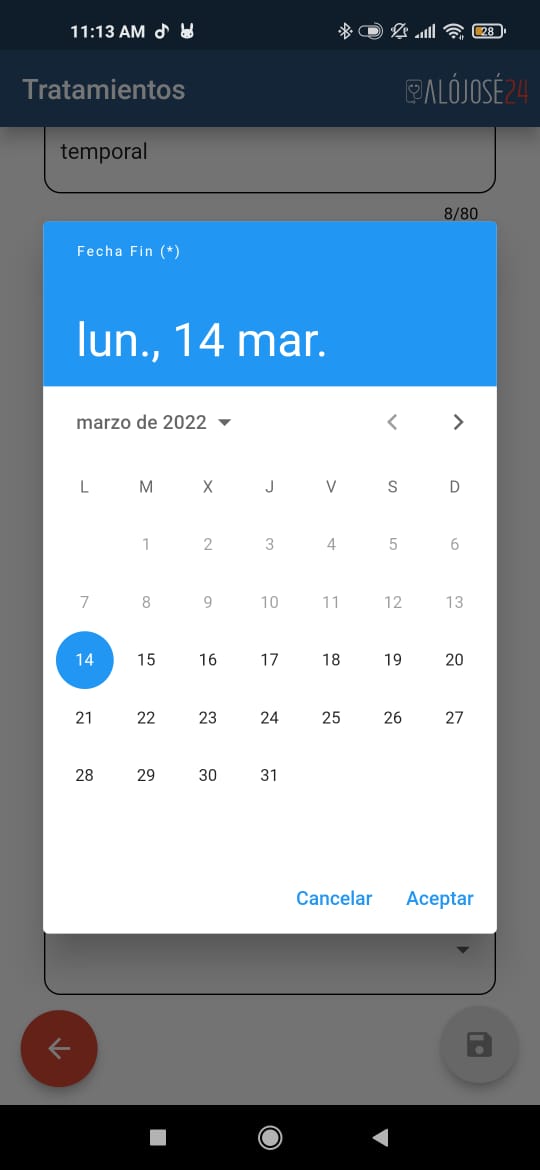 11:13 AM
28
Tratamientos
ALÓJOSÉ24
temporal
8/80
Fecha Fin (*)
lun., 14 mar.
marzo de 2022
L M X J V S D
1 2 3 4 5 6
7 8 9 10 11 12 13
14 15 16 17 18 19 20
21 22 23 24 25 26 27
28 29 30 31
Cancelar Aceptar